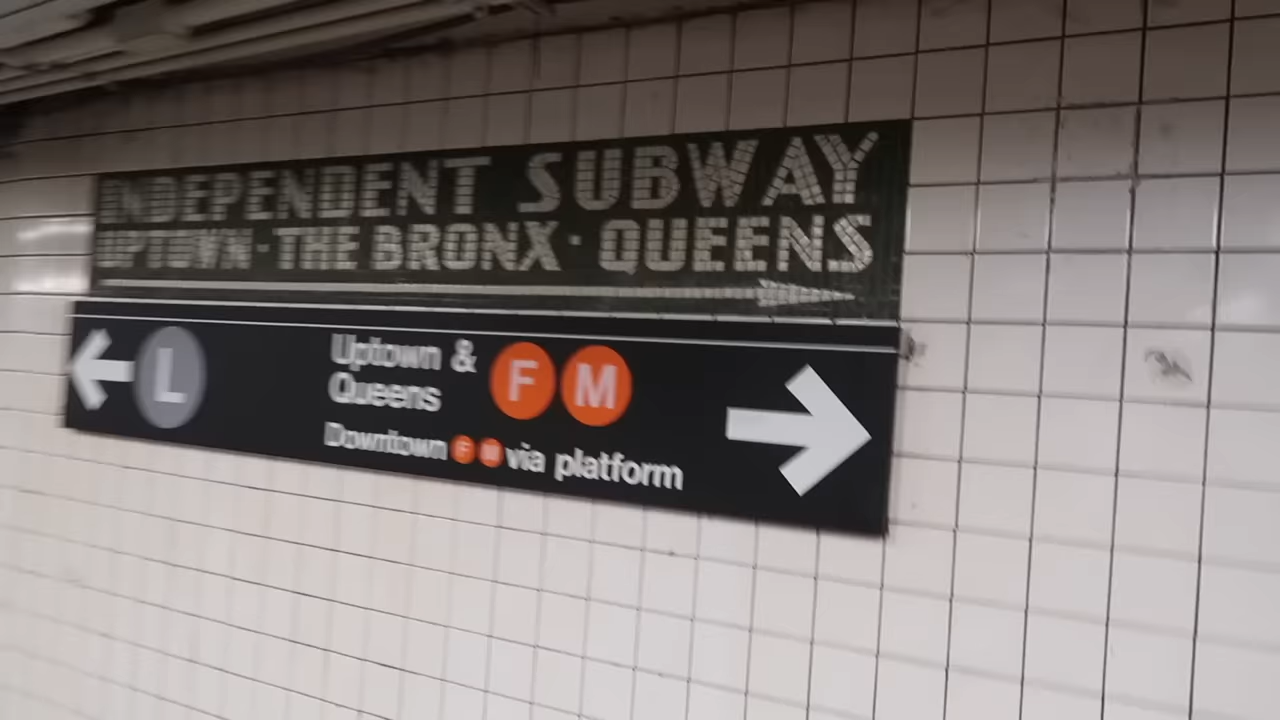 INDEPENDENT SUBWAY
UPTOWN · THE BRONX · QUEENS
L
Uptown &
Queens
F M
Downtown F M via platform